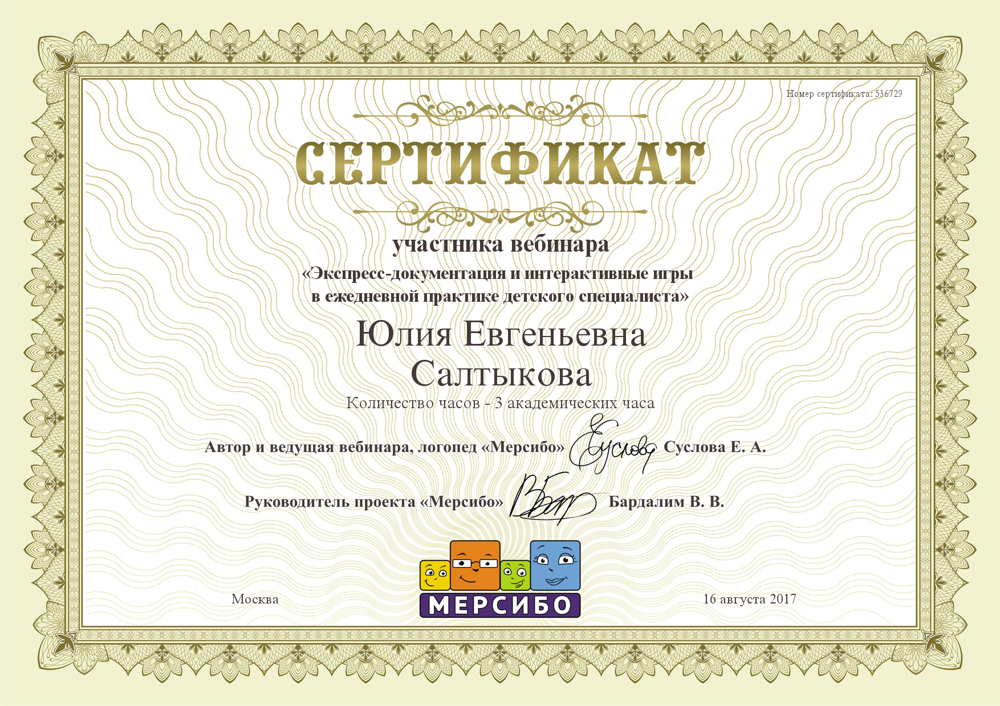 Номер сертификата: 536729
СЕРТИФИКАТ
участника вебинара
«Экспресс-документация и интерактивные игры
в ежедневной практике детского специалиста»
Юлия Евгеньевна
Салтыкова
Количество часов - 3 академических часа
Автор и ведущая вебинара, логопед «Мерсибо» Суслова Е. А.
Руководитель проекта «Мерсибо» Бардалим В. В.
МЕРСИБО
Москва
16 августа 2017